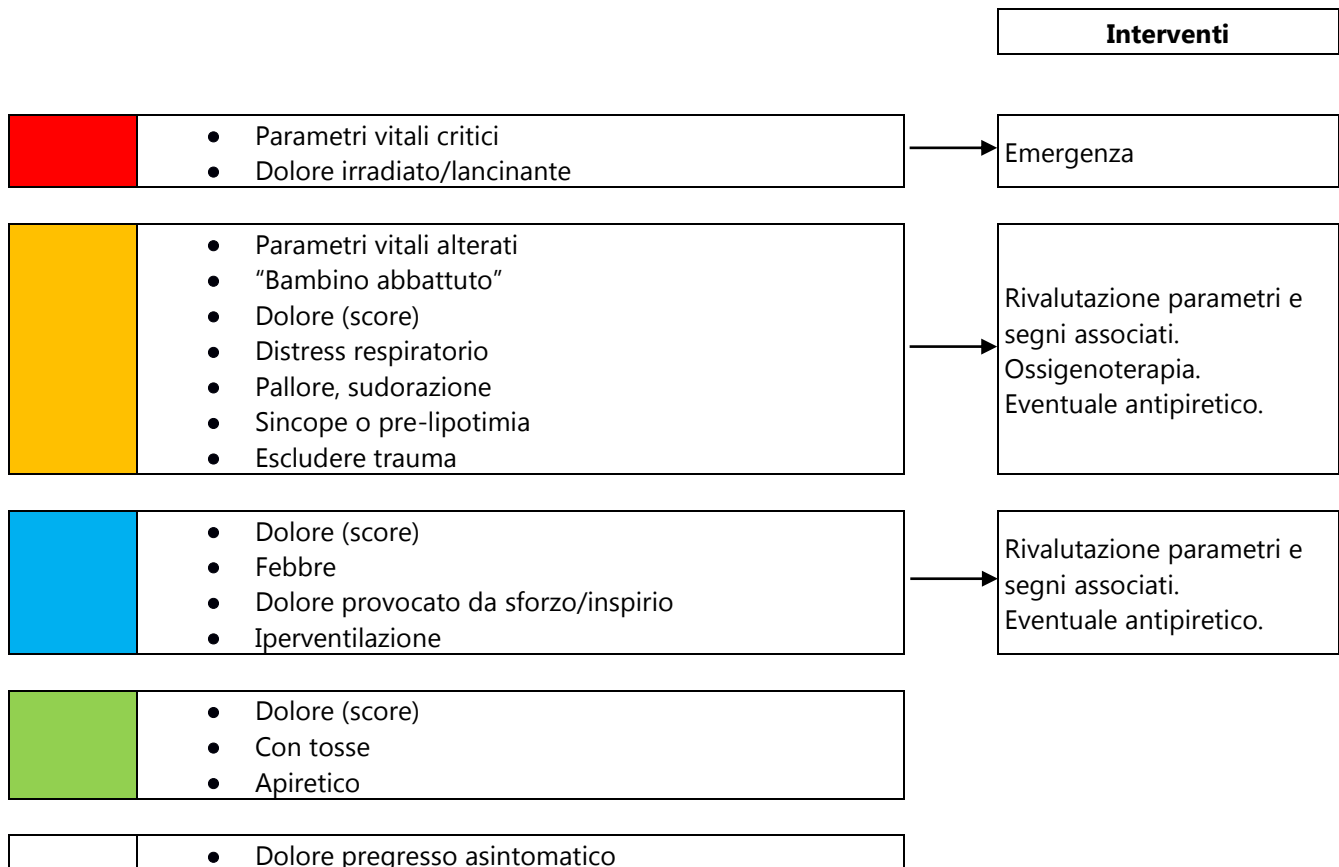 Interventi
• Parametri vitali critici
• Dolore irradiato/lancinante
Emergenza
• Parametri vitali alterati
• “Bambino abbattuto”
• Dolore (score)
• Distress respiratorio
• Pallore, sudorazione
• Sincope o pre-lipotimia
• Escludere trauma
Rivalutazione parametri e
segni associati.
Ossigenoterapia.
Eventuale antipiretico.
• Dolore (score)
• Febbre
• Dolore provocato da sforzo/inspirio
• Iperventilazione
Rivalutazione parametri e
segni associati.
Eventuale antipiretico.
• Dolore (score)
• Con tosse
• Apiretico
• Dolore pregresso asintomatico